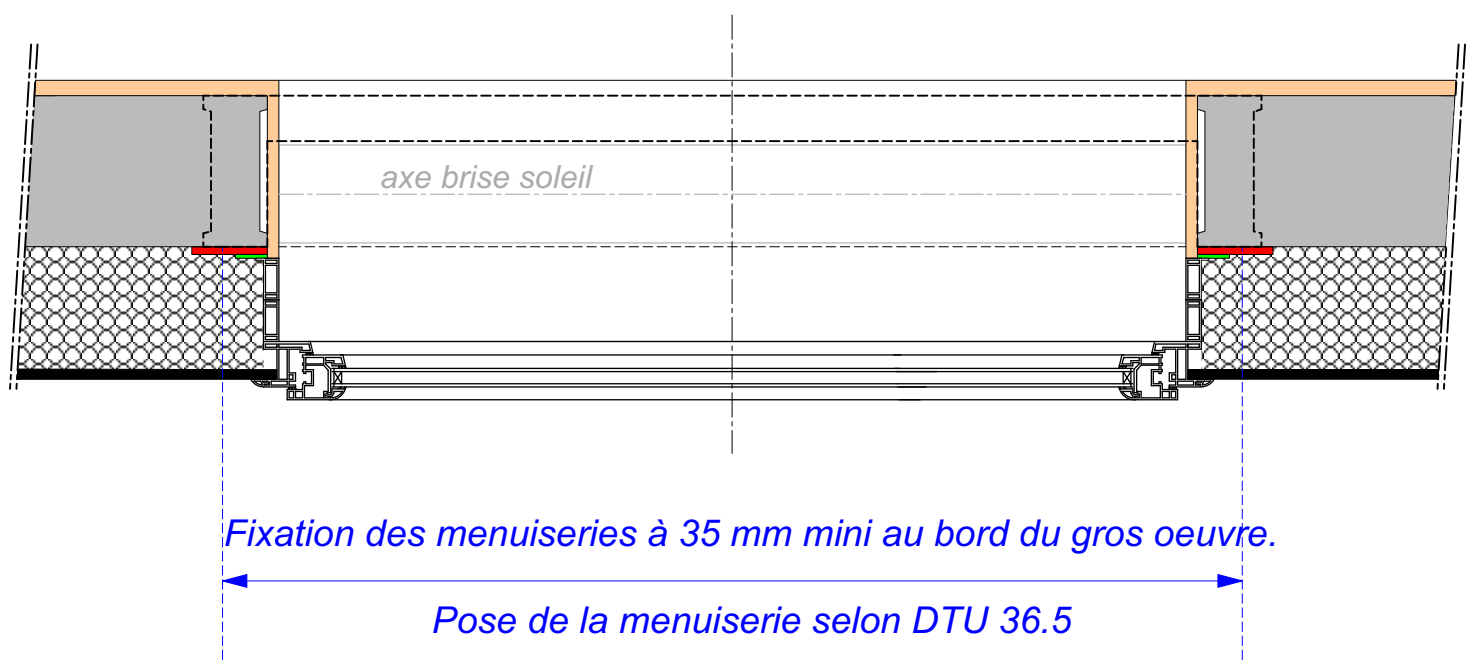 axe brise soleil
Fixation des menuiseries à 35 mm mini au bord du gros oeuvre.
Pose de la menuiserie selon DTU 36.5